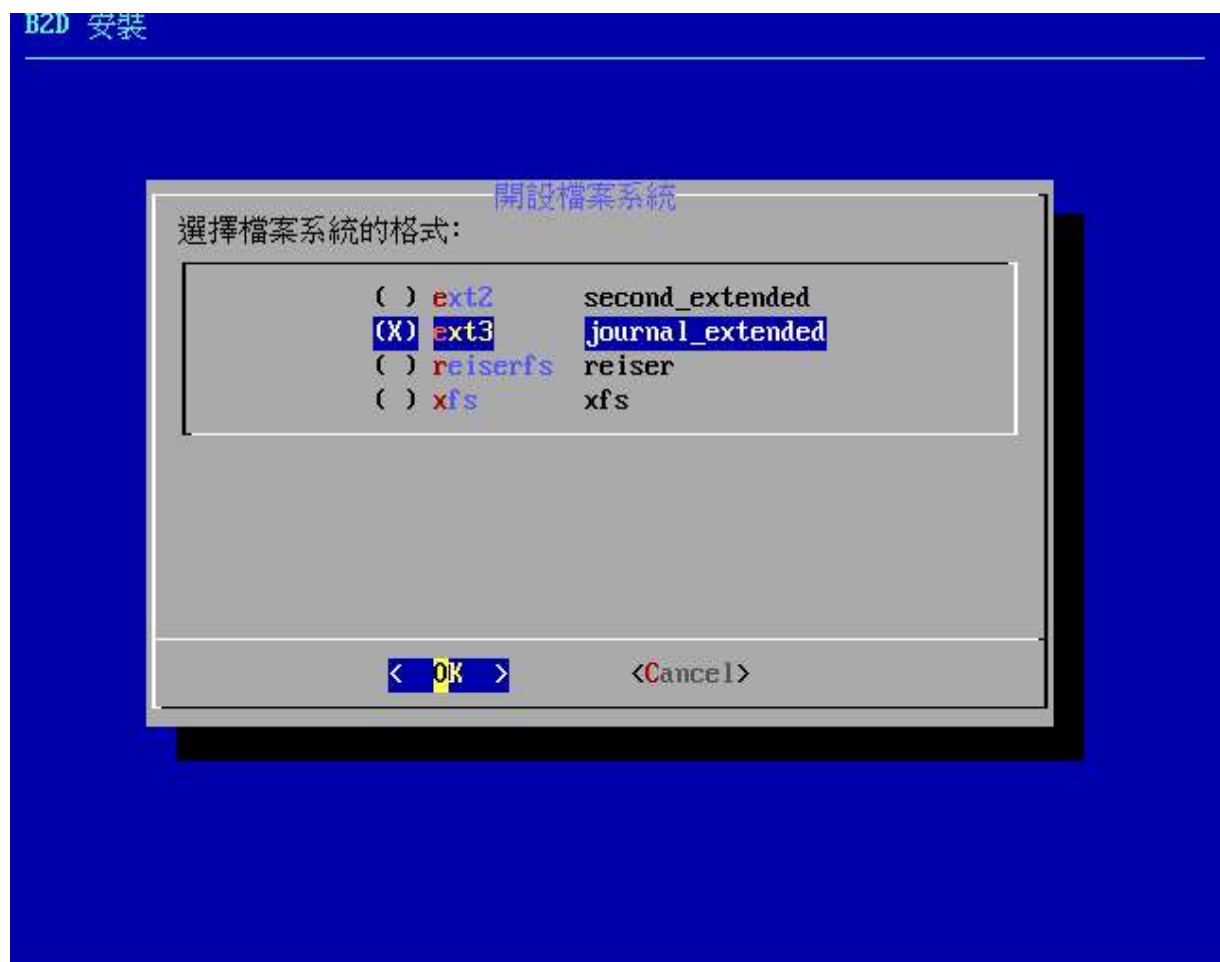 B2D 安裝
開設檔案系統
選擇檔案系統的格式：
( ) ext2 second_extended
(X) ext3 journal_extended
( ) reiserfs reiser
( ) xfs xfs
< OK > <Cancel>